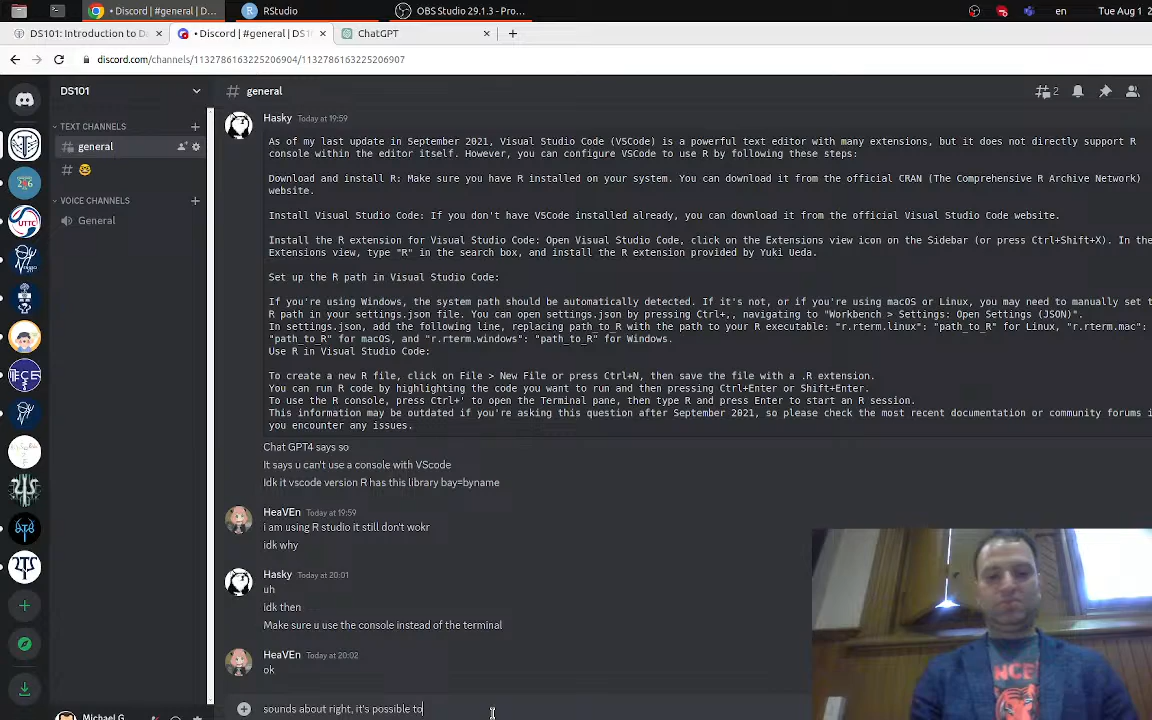 • Discord | #general | D...
RStudio
OBS Studio 29.1.3 - Pro...
en
Tue Aug 1
DS101: Introduction to D
• Discord | #general | DS1
ChatGPT
discord.com/channels/1132786163225206904/1132786163225206907
DS101
# general
2
TEXT CHANNELS
general
VOICE CHANNELS
General
Hasky Today at 19:59
As of my last update in September 2021, Visual Studio Code (VSCode) is a powerful text editor with many extensions, but it does not directly support R
console within the editor itself. However, you can configure VSCode to use R by following these steps:
Download and install R: Make sure you have R installed on your system. You can download it from the official CRAN (The Comprehensive R Archive Network)
website.
Install Visual Studio Code: If you don't have VSCode installed already, you can download it from the official Visual Studio Code website.
Install the R extension for Visual Studio Code: Open Visual Studio Code, click on the Extensions view icon on the Sidebar (or press Ctrl+Shift+X). In the
Extensions view, type "R" in the search box, and install the R extension provided by Yuki Ueda.
Set up the R path in Visual Studio Code:
If you're using Windows, the system path should be automatically detected. If it's not, or if you're using macOS or Linux, you may need to manually set t
R path in your settings.json file. You can open settings.json by pressing Ctrl+,, navigating to "Workbench > Settings: Open Settings (JSON)".
In settings.json, add the following line, replacing path_to_R with the path to your R executable: "r.rterm.linux": "path_to_R" for Linux, "r.rterm.mac":
"path_to_R" for macOS, and "r.rterm.windows": "path_to_R" for Windows.
Use R in Visual Studio Code:
To create a new R file, click on File > New File or press Ctrl+N, then save the file with a .R extension.
You can run R code by highlighting the code you want to run and then pressing Ctrl+Enter or Shift+Enter.
To use the R console, press Ctrl+' to open the Terminal pane, then type R and press Enter to start an R session.
This information may be outdated if you're asking this question after September 2021, so please check the most recent documentation or community forums i
you encounter any issues.
Chat GPT4 says so
It says u can't use a console with VScode
Idk it vscode version R has this library bay=byname
HeaVEn Today at 19:59
i am using R studio it still don't wokr
idk why
Hasky Today at 20:01
uh
idk then
Make sure u use the console instead of the terminal
HeaVEn Today at 20:02
ok
sounds about right, it's possible to
Michael G